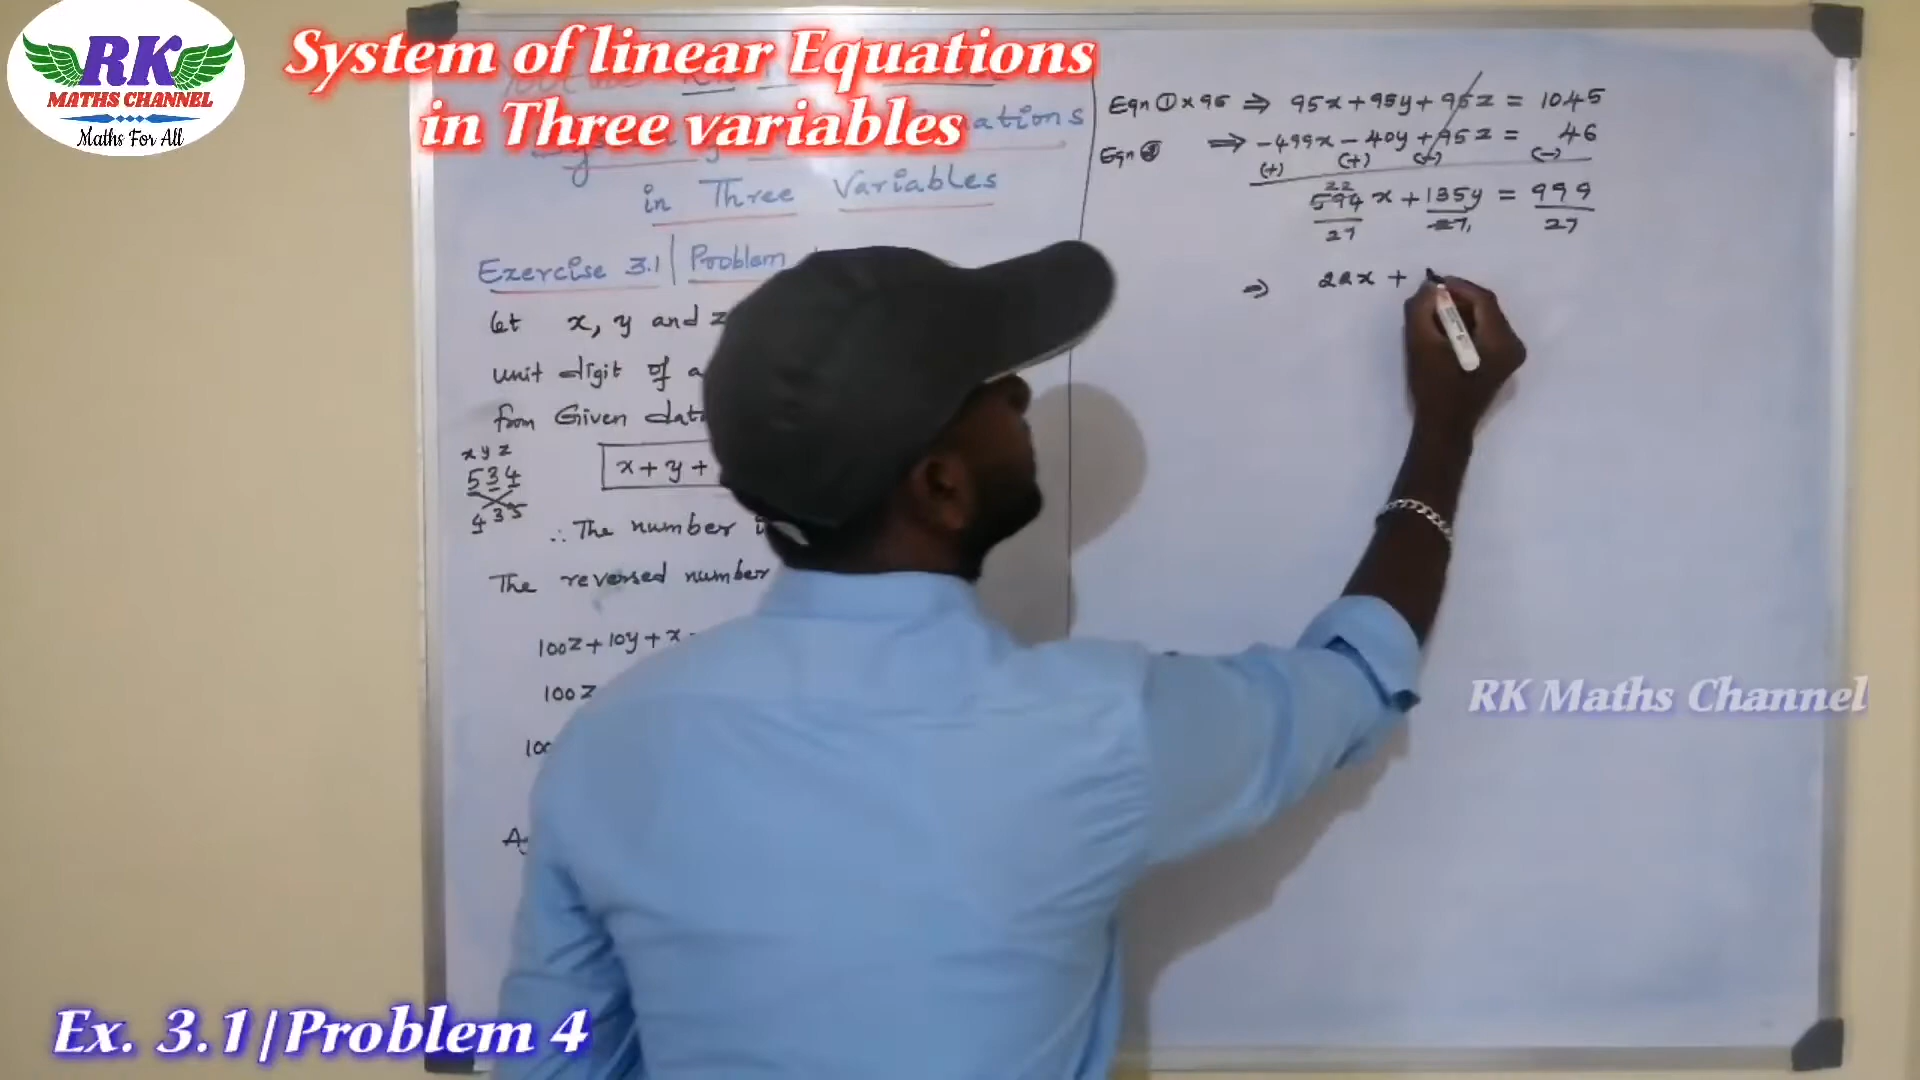 RK
MATHS CHANNEL
Maths For All
System of linear Equations
in Three variables
ations
in Three Variables
Exercise 3.1 | Problem
Let x, y and z
unit digit of a
from Given dat
x y z
5 3 4
4 3 5
x + y +
∴ The number i
The reversed number
100z + 10y + x -
100z
100
Ag
Eqn ① × 95 ⇒ 95x + 95y + 95z = 1045
⇒ -499x - 40y + 95z = 46
(+) (+) (-) (-)
22
594x + 135y = 999
27 27 27
⇒ 22x +
RK Maths Channel
Ex. 3.1|Problem 4